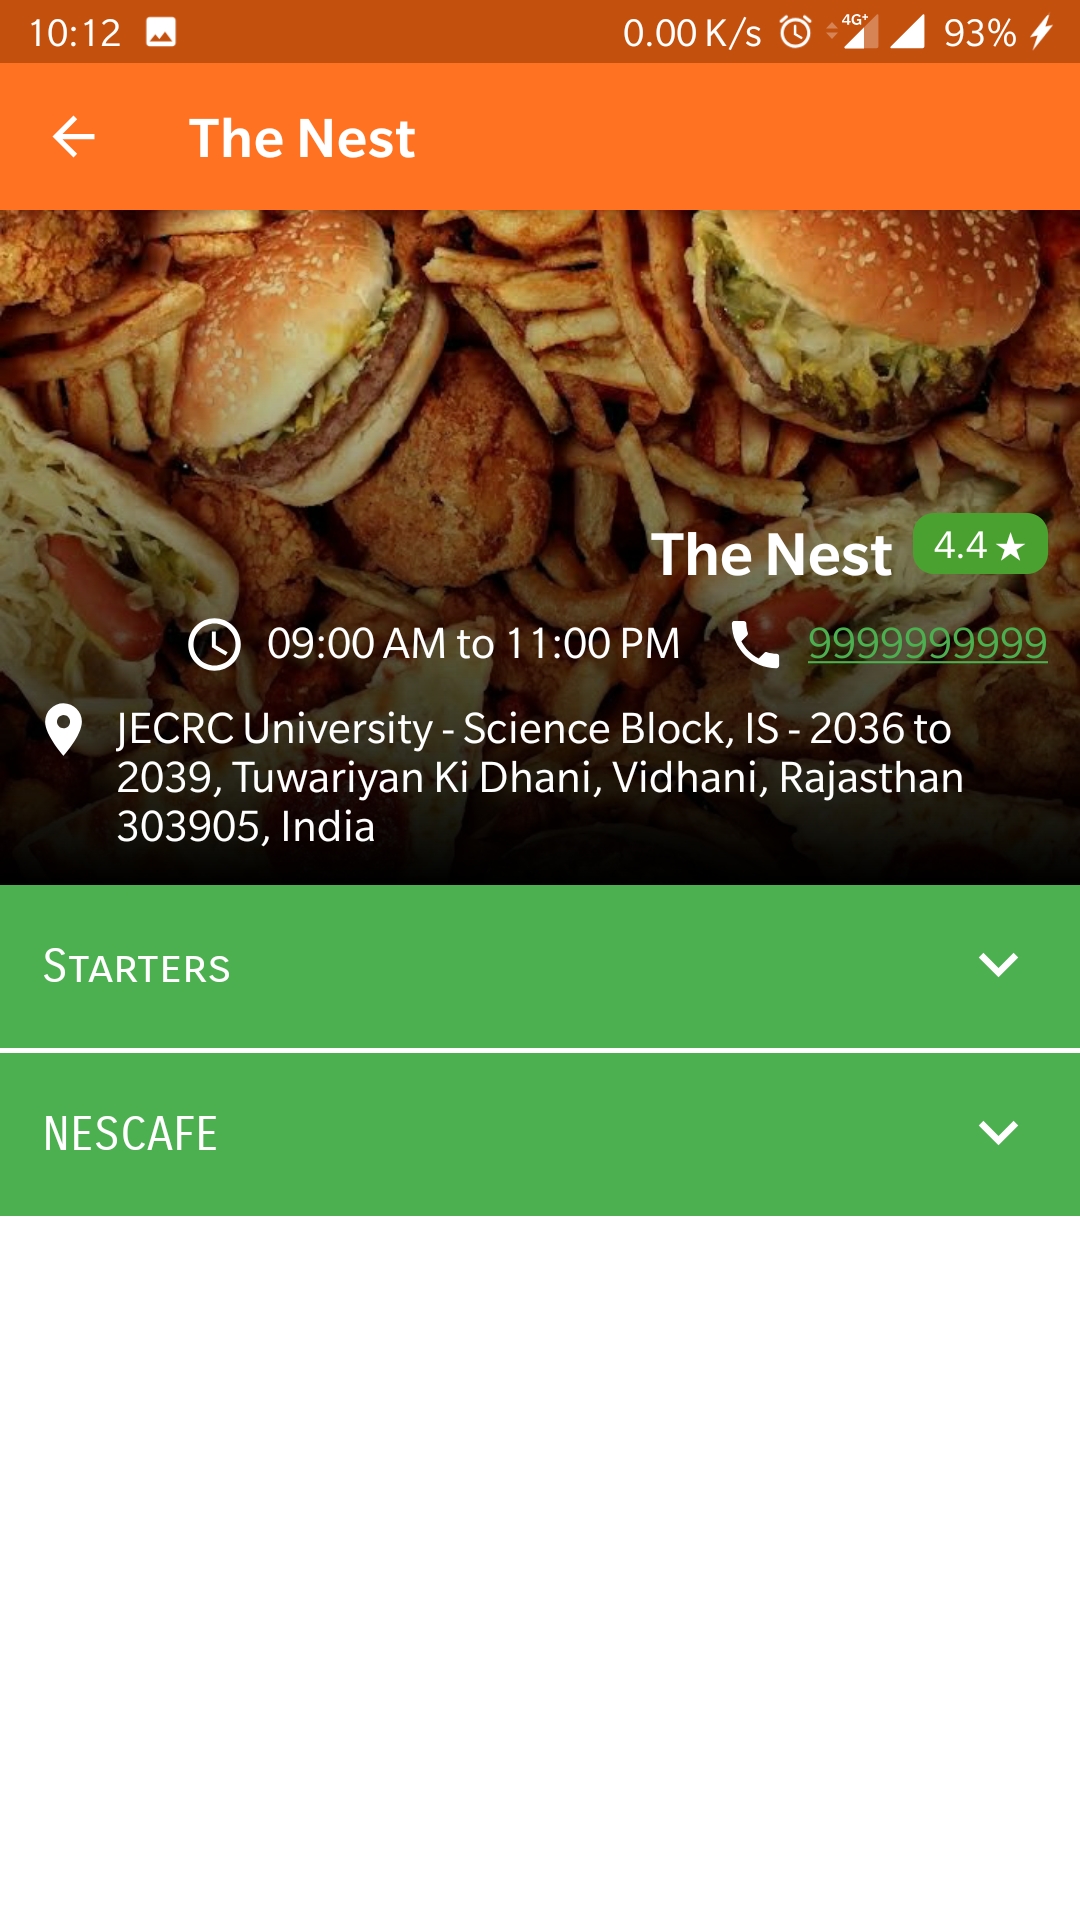 10:12 0.00 K/s 4G+ 93%
The Nest
The Nest 4.4 ★
09:00 AM to 11:00 PM 9999999999
JECRC University - Science Block, IS - 2036 to
2039, Tuwariyan Ki Dhani, Vidhani, Rajasthan
303905, India
Starters
NESCAFE